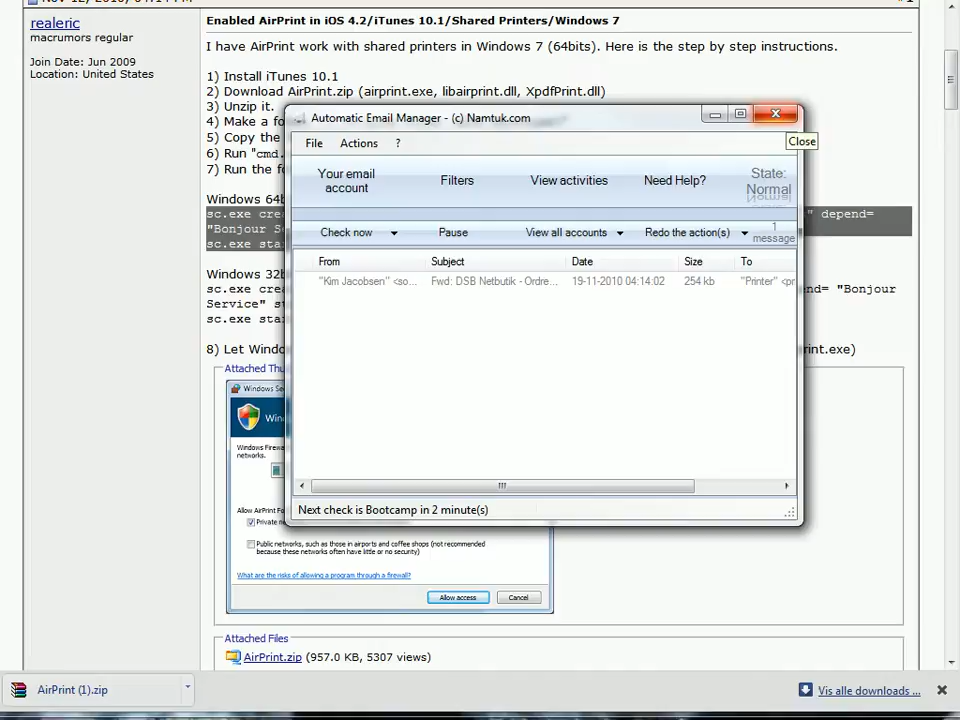 realeric
macrumors regular
Join Date: Jun 2009
Location: United States
Enabled AirPrint in iOS 4.2/iTunes 10.1/Shared Printers/Windows 7
I have AirPrint work with shared printers in Windows 7 (64bits). Here is the step by step instructions.
1) Install iTunes 10.1
2) Download AirPrint.zip (airprint.exe, libairprint.dll, XpdfPrint.dll)
3) Unzip it.
4) Make a fo
5) Copy the
6) Run "cmd.
7) Run the fo
Windows 64b
sc.exe cre " depend=
"Bonjour S
sc.exe sta
Windows 32b
sc.exe cre end= "Bonjour
Service" s
sc.exe sta
8) Let Windo rint.exe)
Automatic Email Manager - (c) Namtuk.com
Close
File Actions ?
Your email account
Filters
View activities
Need Help?
State: Normal
Check now
Pause
View all accounts
Redo the action(s)
1 message
From Subject Date Size To
"Kim Jacobsen" <so... Fwd: DSB Netbutik - Ordre... 19-11-2010 04:14:02 254 kb "Printer" <pr
Next check is Bootcamp in 2 minute(s)
Attached Thu
Windows Se
Win
Windows Firew
networks.
Allow AirPrint Fo
Private ne
Public networks, such as those in airports and coffee shops (not recommended
because these networks often have little or no security)
What are the risks of allowing a program through a firewall?
Allow access
Cancel
Attached Files
AirPrint.zip (957.0 KB, 5307 views)
AirPrint (1).zip
Vis alle downloads ...